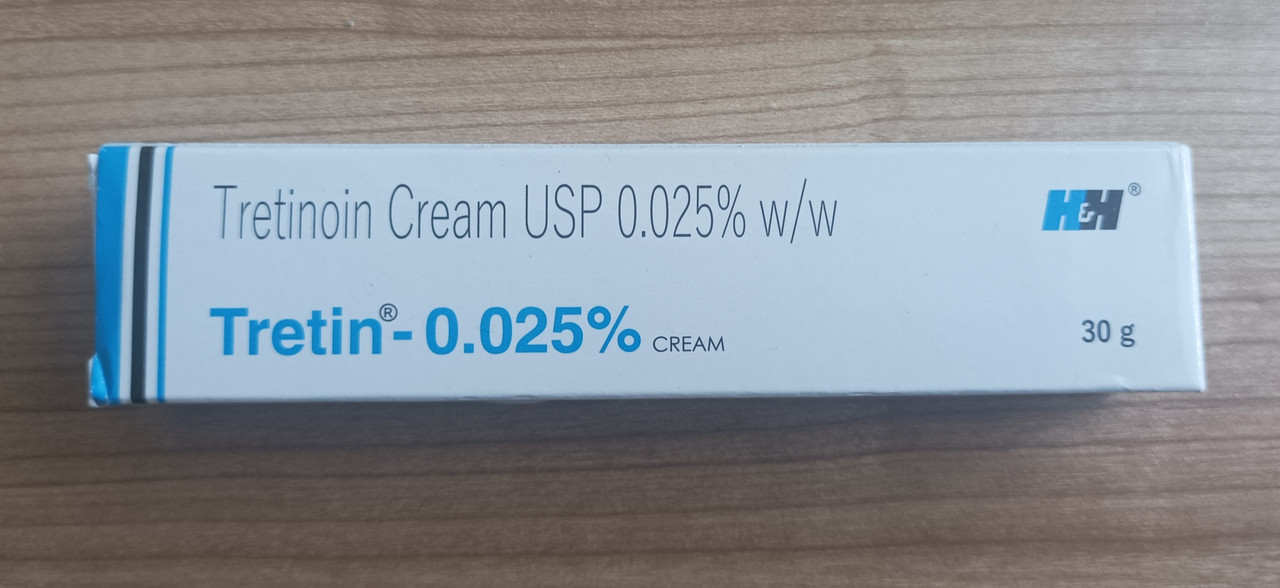 Tretinoin Cream USP 0.025% w/w
H&H®
Tretin®- 0.025% CREAM
30 g